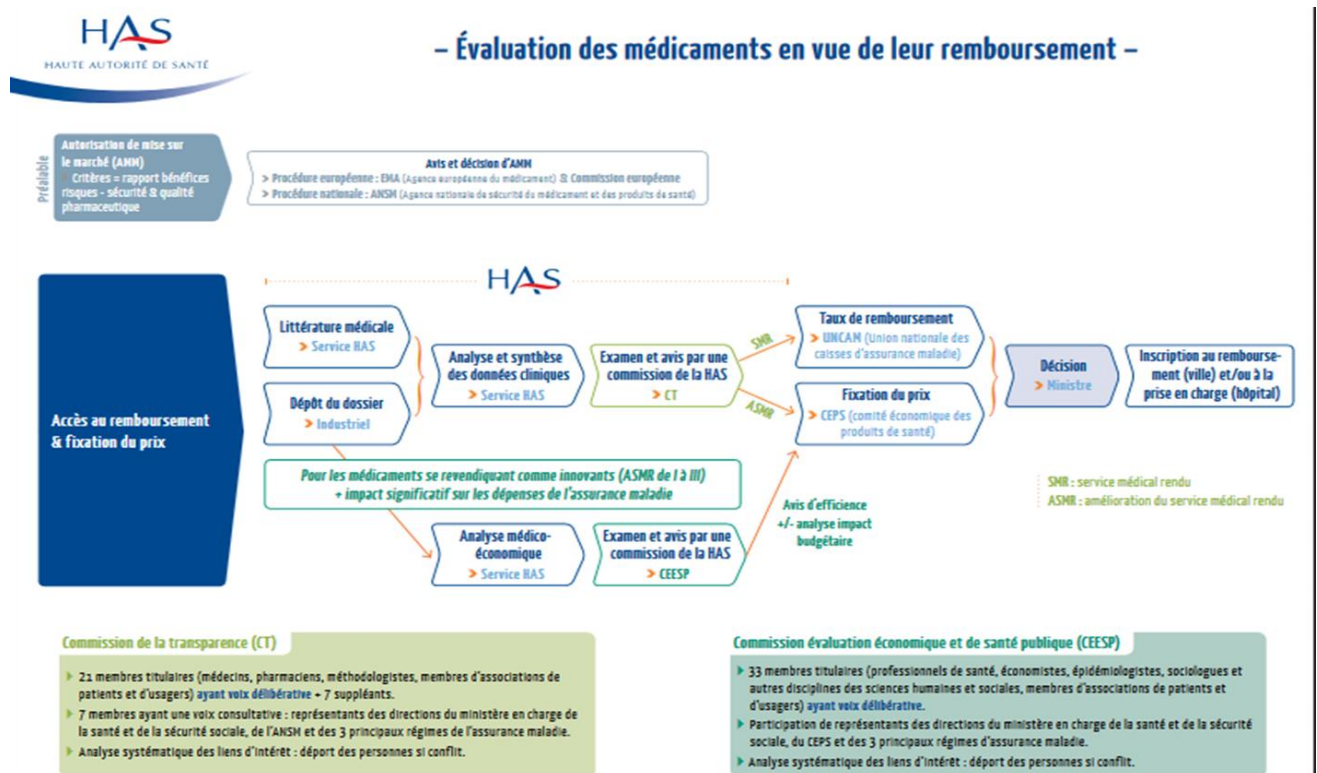 HAS
HAUTE AUTORITÉ DE SANTÉ
– Évaluation des médicaments en vue de leur remboursement –
Préalable
Autorisation de mise sur
le marché (AMM)
> Critères = rapport bénéfices
risques - sécurité & qualité
pharmaceutique
Avis et décision d'AMM
> Procédure européenne : EMA (Agence européenne du médicament) & Commission européenne
> Procédure nationale : ANSM (Agence nationale de sécurité du médicament et des produits de santé)
HAS
Accès au remboursement
& fixation du prix
Littérature médicale
> Service HAS
Dépôt du dossier
> Industriel
Analyse et synthèse
des données cliniques
> Service HAS
Examen et avis par une
commission de la HAS
> CT
SMR
ASMR
Taux de remboursement
> UNCAM (Union nationale des
caisses d'assurance maladie)
Fixation du prix
> CEPS (comité économique des
produits de santé)
Décision
> Ministre
Inscription au rembourse-
ment (ville) et/ou à la
prise en charge (hôpital)
Pour les médicaments se revendiquant comme innovants (ASMR de I à III)
+ impact significatif sur les dépenses de l'assurance maladie
Analyse médico-
économique
> Service HAS
Examen et avis par une
commission de la HAS
> CEESP
Avis d'efficience
+/- analyse impact
budgétaire
SMR : service médical rendu
ASMR : amélioration du service médical rendu
Commission de la transparence (CT)
21 membres titulaires (médecins, pharmaciens, méthodologistes, membres d'associations de
patients et d'usagers) ayant voix délibérative + 7 suppléants.
7 membres ayant une voix consultative : représentants des directions du ministère en charge de
la santé et de la sécurité sociale, de l'ANSM et des 3 principaux régimes de l'assurance maladie.
Analyse systématique des liens d'intérêt : déport des personnes si conflit.
Commission évaluation économique et de santé publique (CEESP)
33 membres titulaires (professionnels de santé, économistes, épidémiologistes, sociologues et
autres disciplines des sciences humaines et sociales, membres d'associations de patients et
d'usagers) ayant voix délibérative.
Participation de représentants des directions du ministère en charge de la santé et de la sécurité
sociale, du CEPS et des 3 principaux régimes d'assurance maladie.
Analyse systématique des liens d'intérêt : déport des personnes si conflit.